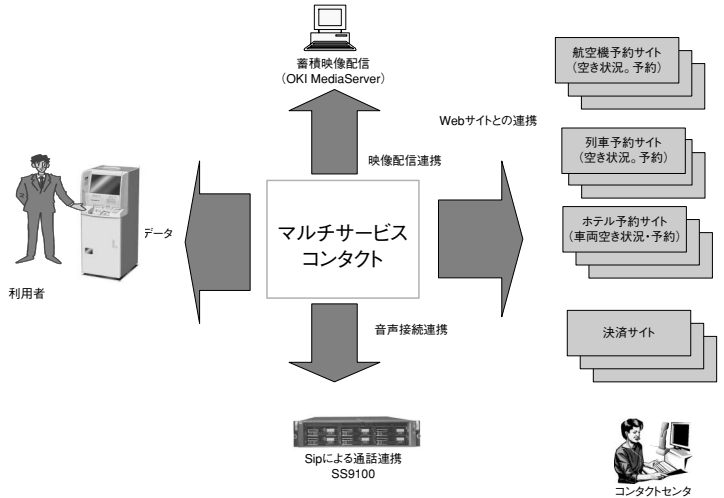 蓄積映像配信
(OKI MediaServer)
航空機予約サイト
(空き状況。予約)
Webサイトとの連携
映像配信連携
列車予約サイト
(空き状況。予約)
データ
マルチサービス
コンタクト
ホテル予約サイト
(車両空き状況・予約)
利用者
音声接続連携
決済サイト
Sipによる通話連携
SS9100
コンタクトセンタ